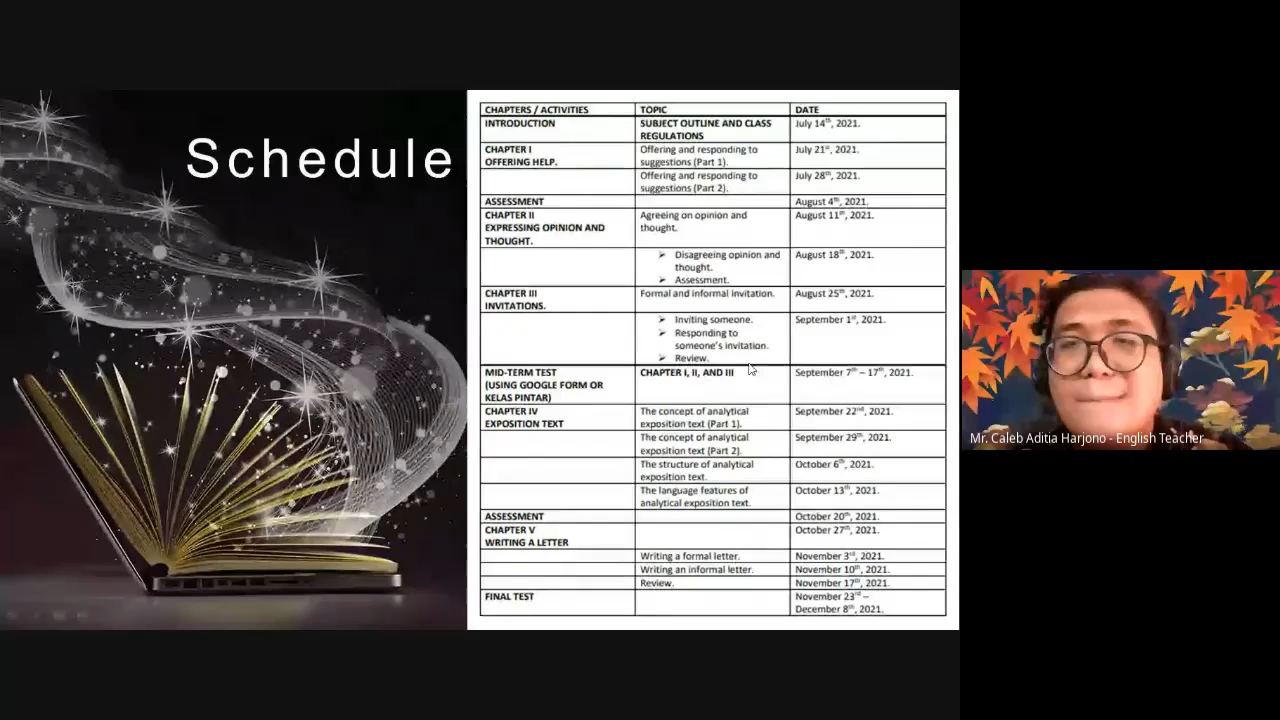 Schedule
CHAPTERS / ACTIVITIES TOPIC DATE
INTRODUCTION SUBJECT OUTLINE AND CLASS July 14th, 2021.
REGULATIONS
CHAPTER I Offering and responding to July 21st, 2021.
OFFERING HELP. suggestions (Part 1).
Offering and responding to July 28th, 2021.
suggestions (Part 2).
ASSESSMENT August 4th, 2021.
CHAPTER II Agreeing on opinion and August 11th, 2021.
EXPRESSING OPINION AND thought.
THOUGHT.
➢ Disagreeing opinion and August 18th, 2021.
thought.
➢ Assessment.
CHAPTER III Formal and informal invitation. August 25th, 2021.
INVITATIONS.
➢ Inviting someone. September 1st, 2021.
➢ Responding to
someone's invitation.
➢ Review.
MID-TERM TEST CHAPTER I, II, AND III September 7th – 17th, 2021.
(USING GOOGLE FORM OR
KELAS PINTAR)
CHAPTER IV The concept of analytical September 22nd, 2021.
EXPOSITION TEXT exposition text (Part 1).
The concept of analytical September 29th, 2021.
exposition text (Part 2).
The structure of analytical October 6th, 2021.
exposition text.
The language features of October 13th, 2021.
analytical exposition text.
ASSESSMENT October 20th, 2021.
CHAPTER V October 27th, 2021.
WRITING A LETTER
Writing a formal letter. November 3rd, 2021.
Writing an informal letter. November 10th, 2021.
Review. November 17th, 2021.
FINAL TEST November 23rd –
December 8th, 2021.
Mr. Caleb Aditia Harjono - English Teacher